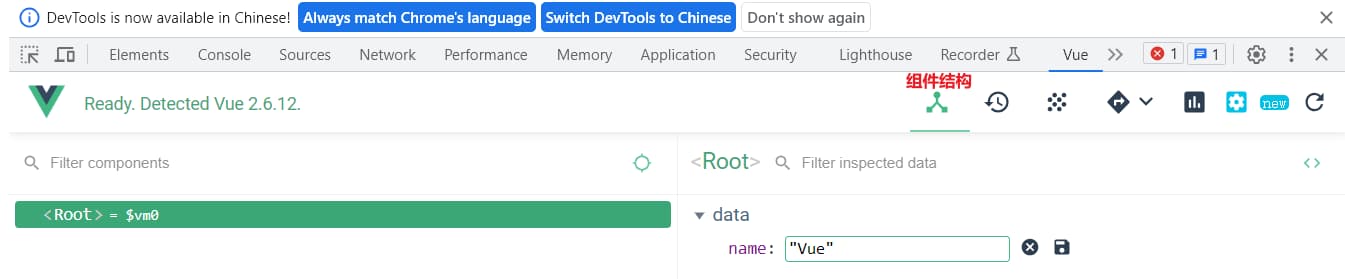 DevTools is now available in Chinese! Always match Chrome's language Switch DevTools to Chinese Don't show again
Elements Console Sources Network Performance Memory Application Security Lighthouse Recorder Vue 1 1
组件结构
Ready. Detected Vue 2.6.12. new
Filter components <Root> Filter inspected data
<Root> = $vm0 data
name: "Vue"